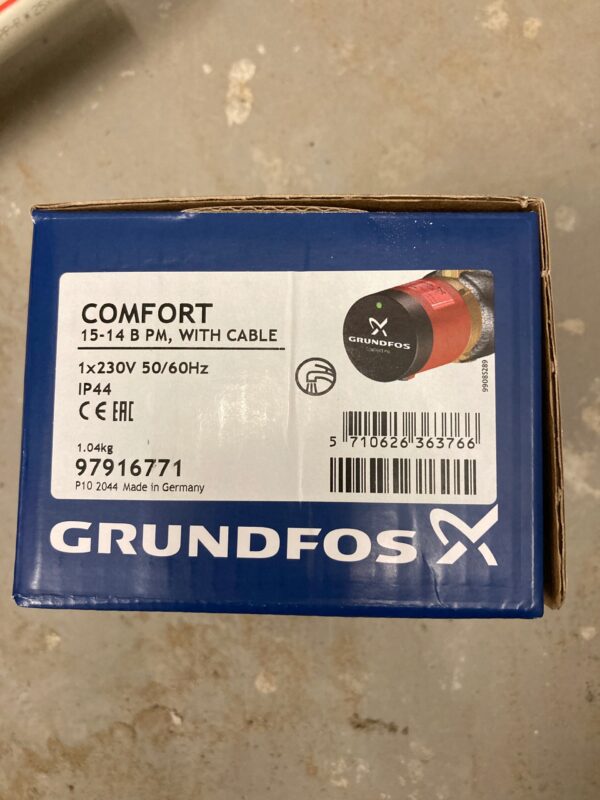 COMFORT
15-14 B PM, WITH CABLE
1x230V 50/60Hz
IP44
CE EAC
1.04kg
97916771
P10 2044 Made in Germany
GRUNDFOS
99085289
5 710626 363766
GRUNDFOS